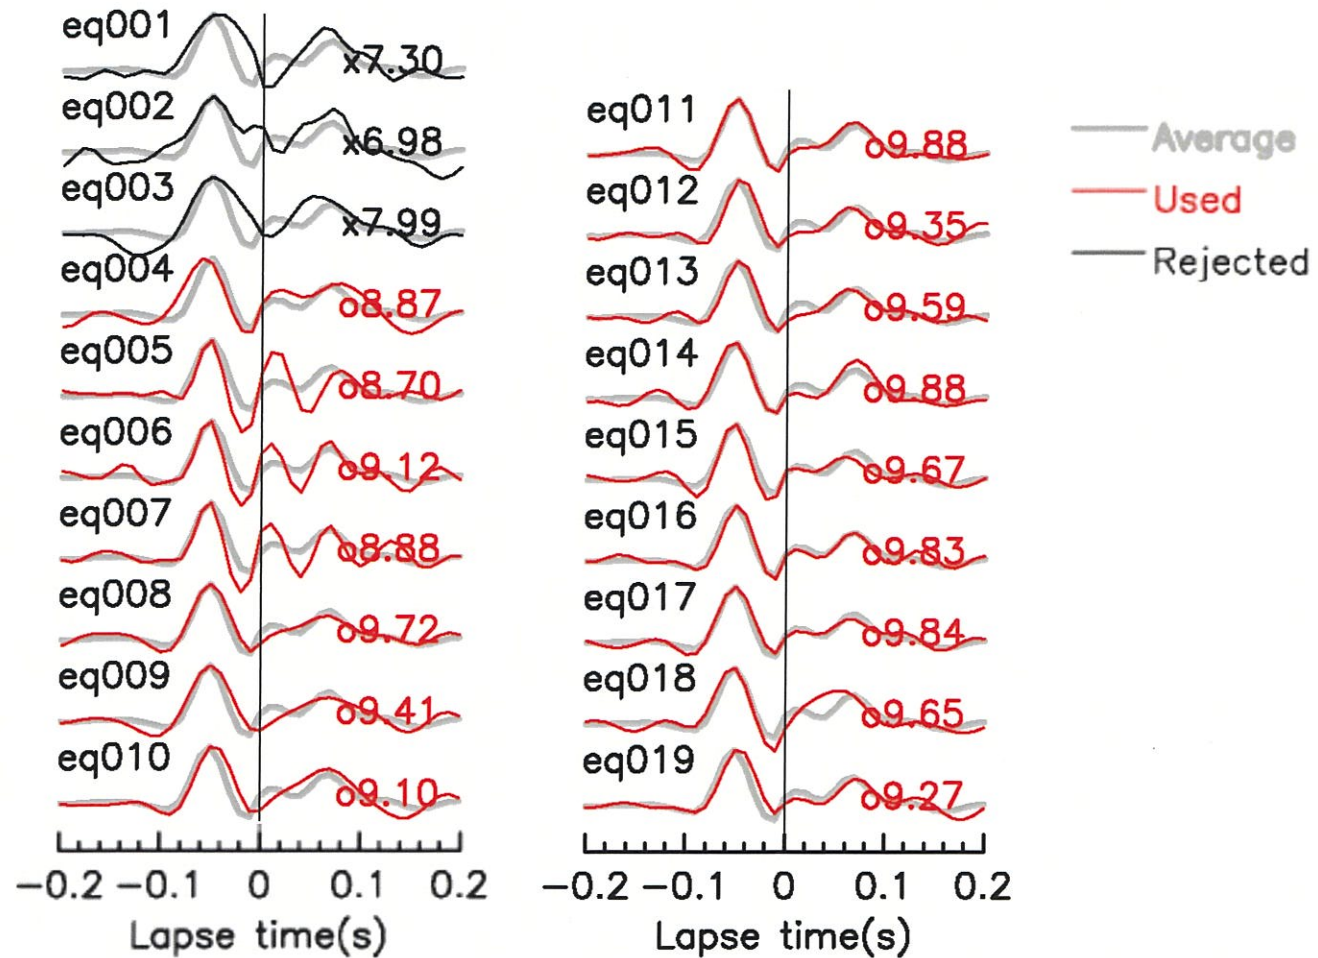 eq001
x7.30
eq002
x6.98
eq003
x7.99
eq004
o8.87
eq005
o8.70
eq006
o9.12
eq007
o8.88
eq008
o9.72
eq009
o9.41
eq010
o9.10
−0.2 −0.1 0 0.1 0.2
Lapse time(s)
eq011
o9.88
eq012
o9.35
eq013
o9.59
eq014
o9.88
eq015
o9.67
eq016
o9.83
eq017
o9.84
eq018
o9.65
eq019
o9.27
−0.2 −0.1 0 0.1 0.2
Lapse time(s)
Average
Used
Rejected